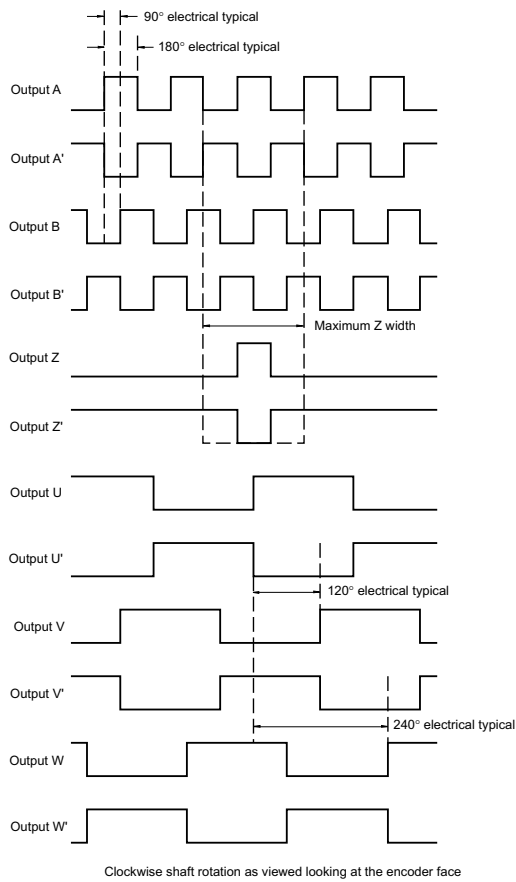 90° electrical typical
180° electrical typical
Output A
Output A'
Output B
Output B'
Maximum Z width
Output Z
Output Z'
Output U
Output U'
120° electrical typical
Output V
Output V'
240° electrical typical
Output W
Output W'
Clockwise shaft rotation as viewed looking at the encoder face